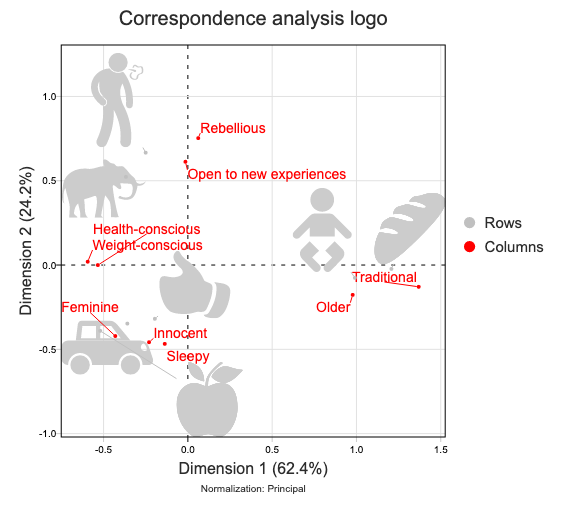 Correspondence analysis logo
Dimension 2 (24.2%)
1.0
0.5
0.0
-0.5
-1.0
Rebellious
Open to new experiences
Health-conscious
Weight-conscious
Traditional
Older
Feminine
Innocent
Sleepy
Rows
Columns
-0.5
0.0
0.5
1.0
1.5
Dimension 1 (62.4%)
Normalization: Principal